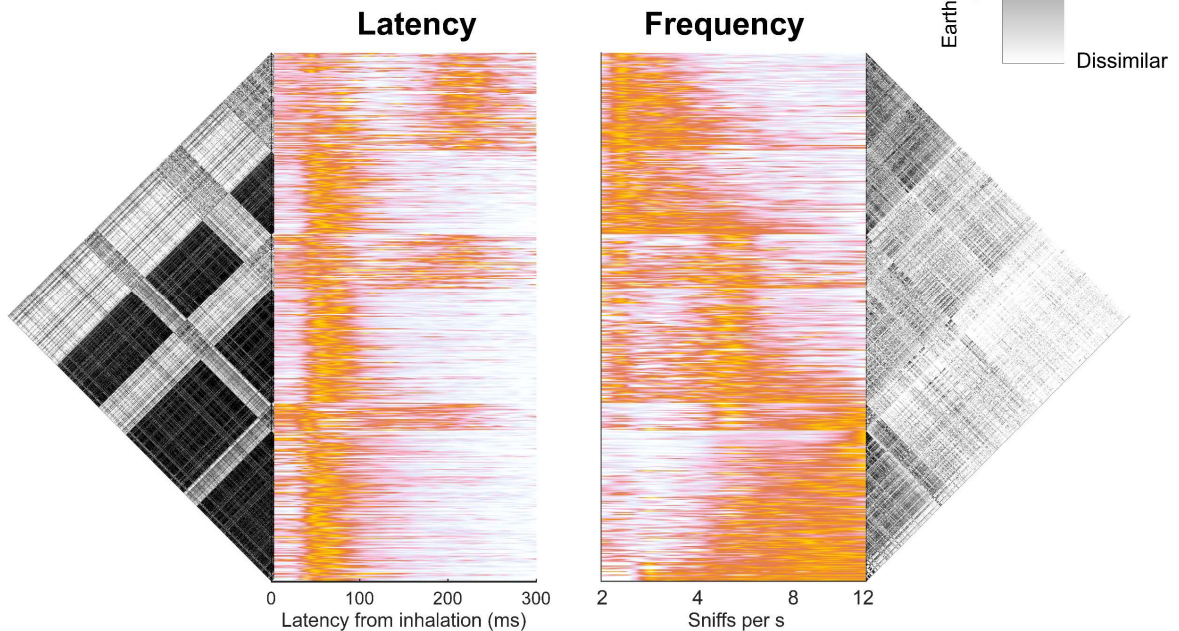 Latency
Frequency
Earth
Dissimilar
0 100 200 300
Latency from inhalation (ms)
2 4 8 12
Sniffs per s